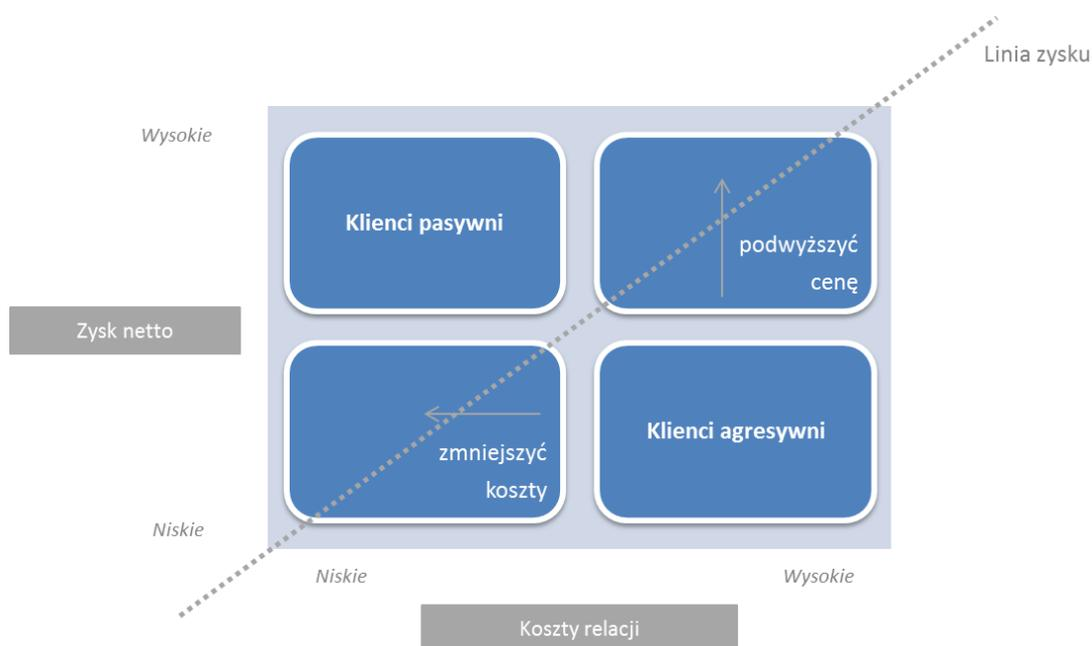 Linia zysku
Wysokie
Klienci pasywni
podwyższyć
cenę
Zysk netto
Klienci agresywni
zmniejszyć
koszty
Niskie
Niskie
Wysokie
Koszty relacji